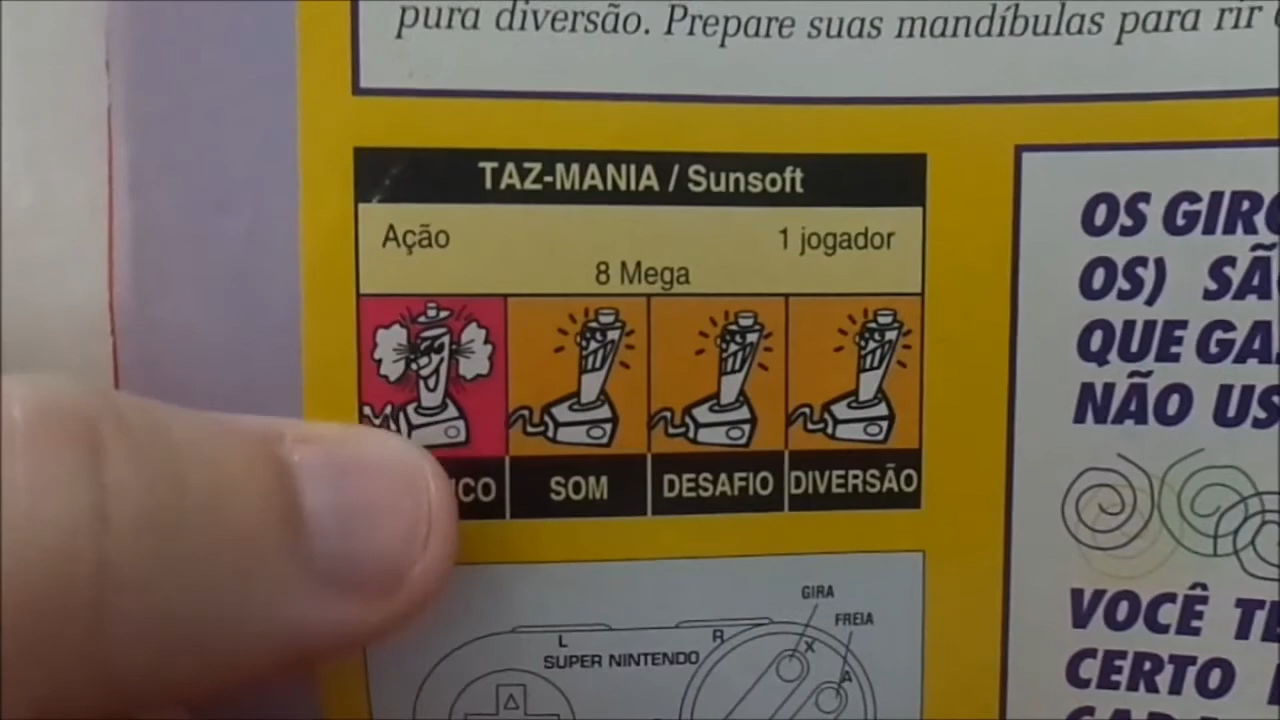 pura diversão. Prepare suas mandíbulas para rir
TAZ-MANIA / Sunsoft
Ação
1 jogador
8 Mega
SOM
DESAFIO
DIVERSÃO
OS
OS) SÃ
QUE GA
NÃO US
GIRA
FREIA
L
R
X
A
SUPER NINTENDO
VOCÊ TE
CERTO